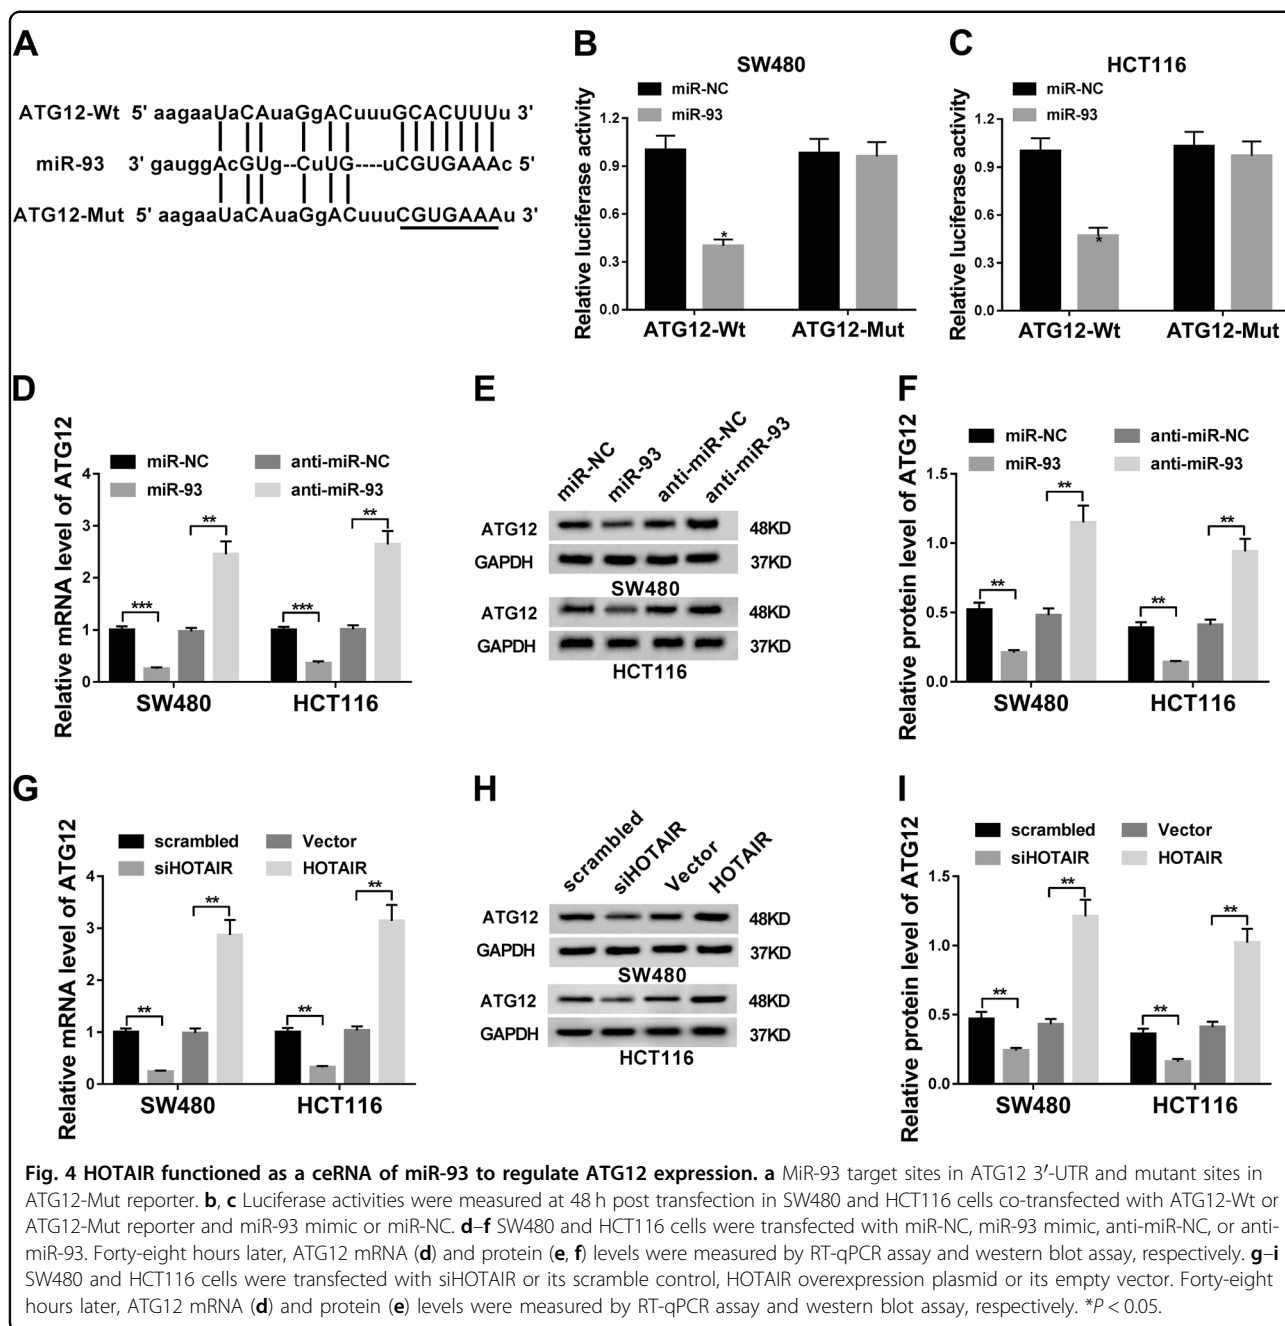 A
ATG12-Wt 5' aagaaUaCAuaGgACuuuGCACUUUu 3'
miR-93 3' gauggAcGUg--CuUG----uCGUGAAAc 5'
ATG12-Mut 5' aagaaUaCAuaGgACuuuCGUGAAAu 3'
B
SW480
miR-NC
miR-93
Relative luciferase activity
1.2
0.9
0.6
0.3
0.0
*
ATG12-Wt ATG12-Mut
C
HCT116
miR-NC
miR-93
Relative luciferase activity
1.2
0.9
0.6
0.3
0.0
*
ATG12-Wt ATG12-Mut
D
miR-NC anti-miR-NC
miR-93 anti-miR-93
Relative mRNA level of ATG12
4
3
2
1
0
*** ** *** **
SW480 HCT116
E
miR-NC miR-93 anti-miR-NC anti-miR-93
ATG12 48KD
GAPDH 37KD
SW480
ATG12 48KD
GAPDH 37KD
HCT116
F
miR-NC anti-miR-NC
miR-93 anti-miR-93
Relative protein level of ATG12
1.5
1.0
0.5
0.0
** ** ** **
SW480 HCT116
G
scrambled Vector
siHOTAIR HOTAIR
Relative mRNA level of ATG12
4
3
2
1
0
** ** ** **
SW480 HCT116
H
scrambled siHOTAIR Vector HOTAIR
ATG12 48KD
GAPDH 37KD
SW480
ATG12 48KD
GAPDH 37KD
HCT116
I
scrambled Vector
siHOTAIR HOTAIR
Relative protein level of ATG12
1.5
1.0
0.5
0.0
** ** ** **
SW480 HCT116
Fig. 4 HOTAIR functioned as a ceRNA of miR-93 to regulate ATG12 expression. a MiR-93 target sites in ATG12 3′-UTR and mutant sites in
ATG12-Mut reporter. b, c Luciferase activities were measured at 48 h post transfection in SW480 and HCT116 cells co-transfected with ATG12-Wt or
ATG12-Mut reporter and miR-93 mimic or miR-NC. d–f SW480 and HCT116 cells were transfected with miR-NC, miR-93 mimic, anti-miR-NC, or anti-
miR-93. Forty-eight hours later, ATG12 mRNA (d) and protein (e, f) levels were measured by RT-qPCR assay and western blot assay, respectively. g–i
SW480 and HCT116 cells were transfected with siHOTAIR or its scramble control, HOTAIR overexpression plasmid or its empty vector. Forty-eight
hours later, ATG12 mRNA (d) and protein (e) levels were measured by RT-qPCR assay and western blot assay, respectively. *P < 0.05.